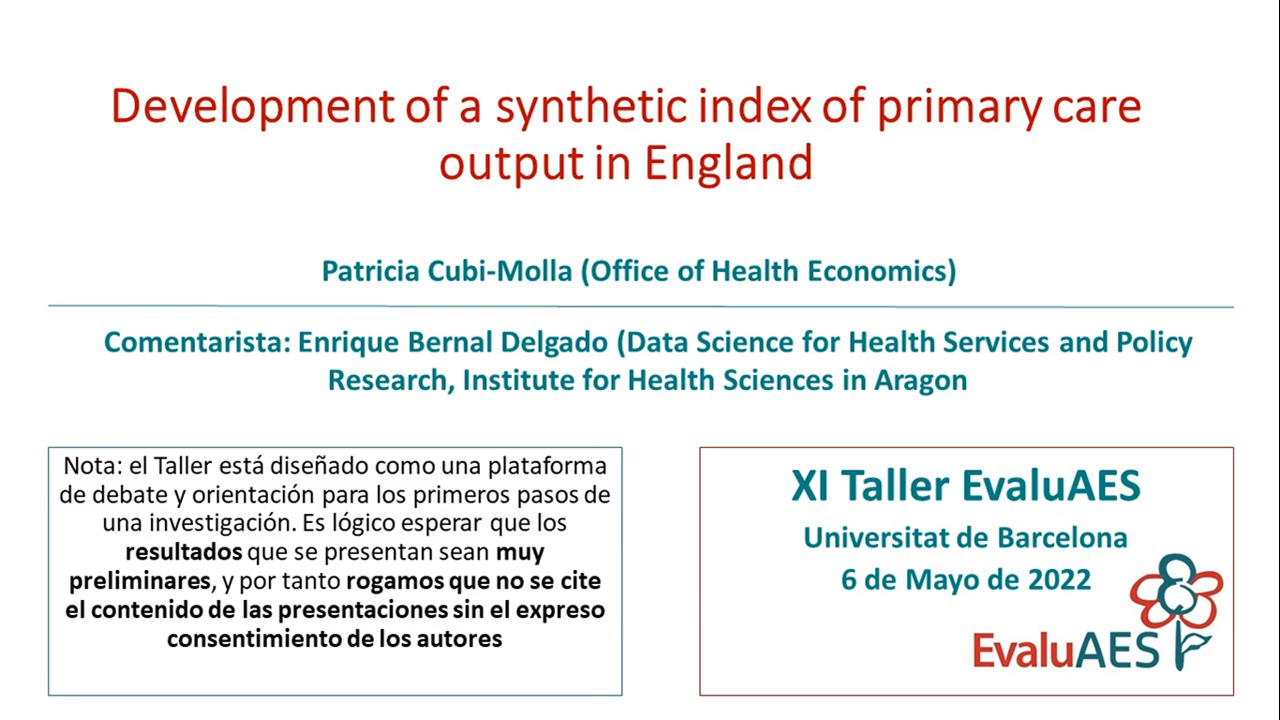 Development of a synthetic index of primary care
output in England
Patricia Cubi-Molla (Office of Health Economics)
Comentarista: Enrique Bernal Delgado (Data Science for Health Services and Policy
Research, Institute for Health Sciences in Aragon
Nota: el Taller está diseñado como una plataforma
de debate y orientación para los primeros pasos de
una investigación. Es lógico esperar que los
resultados que se presentan sean muy
preliminares, y por tanto rogamos que no se cite
el contenido de las presentaciones sin el expreso
consentimiento de los autores
XI Taller EvaluAES
Universitat de Barcelona
6 de Mayo de 2022
EvaluAES